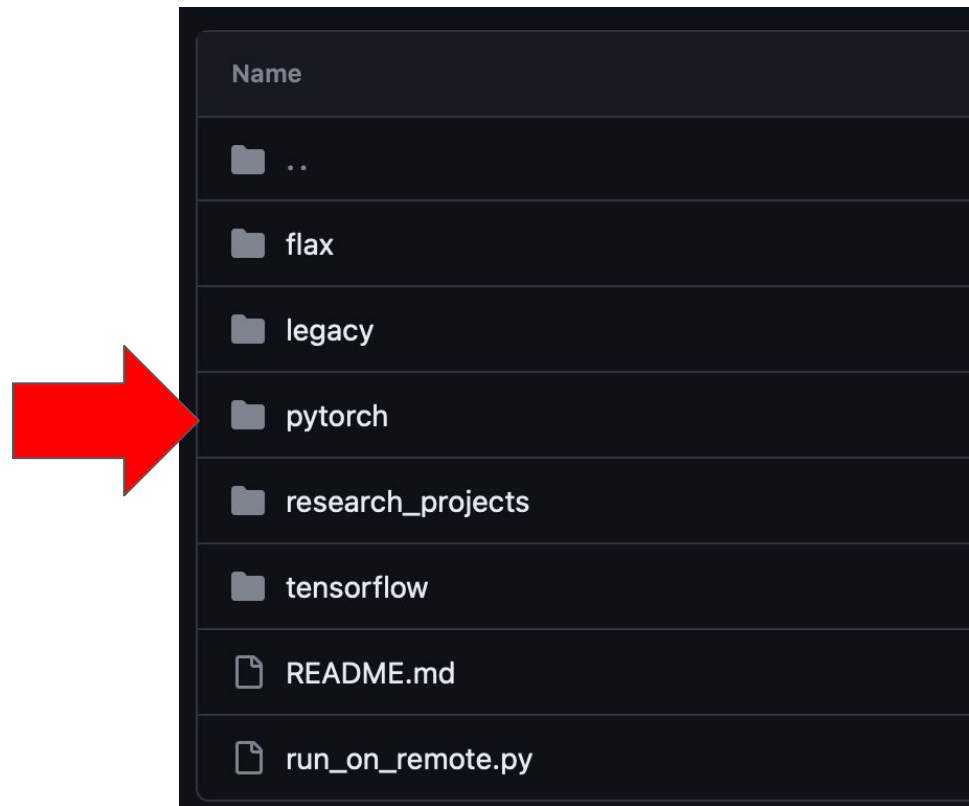 Name
..
flax
legacy
pytorch
research_projects
tensorflow
README.md
run_on_remote.py